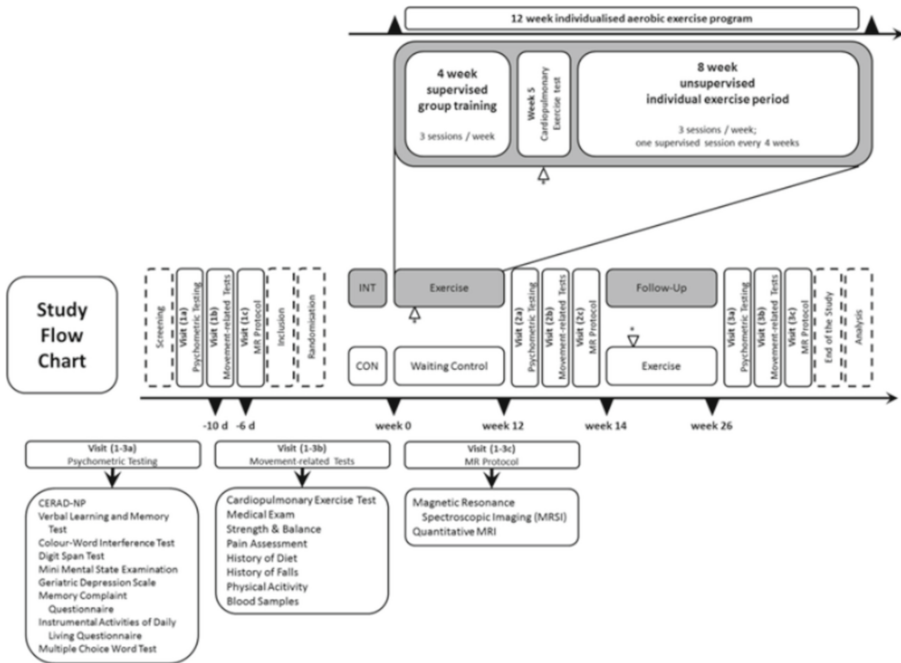 12 week individualised aerobic exercise program
4 week
supervised
group training
3 sessions / week
Week 5
Cardiopulmonary
Exercise test
8 week
unsupervised
individual exercise period
3 sessions / week;
one supervised session every 4 weeks
*
Study
Flow
Chart
Screening
Visit (1a)
Psychometric Testing
Visit (1b)
Movement-related Tests
Visit (1c)
MR Protocol
Inclusion
Randomisation
INT
Exercise
*
CON
Waiting Control
Visit (2a)
Psychometric Testing
Visit (2b)
Movement-related Tests
Visit (2c)
MR Protocol
Follow-Up
*
Exercise
Visit (3a)
Psychometric Testing
Visit (3b)
Movement-related Tests
Visit (3c)
MR Protocol
End of the Study
Analysis
-10 d
-6 d
week 0
week 12
week 14
week 26
Visit (1-3a)
Psychometric Testing
CERAD-NP
Verbal Learning and Memory
Test
Colour-Word Interference Test
Digit Span Test
Mini Mental State Examination
Geriatric Depression Scale
Memory Complaint
Questionnaire
Instrumental Activities of Daily
Living Questionnaire
Multiple Choice Word Test
Visit (1-3b)
Movement-related Tests
Cardiopulmonary Exercise Test
Medical Exam
Strength & Balance
Pain Assessment
History of Diet
History of Falls
Physical Acitivity
Blood Samples
Visit (1-3c)
MR Protocol
Magnetic Resonance
Spectroscopic Imaging (MRSI)
Quantitative MRI